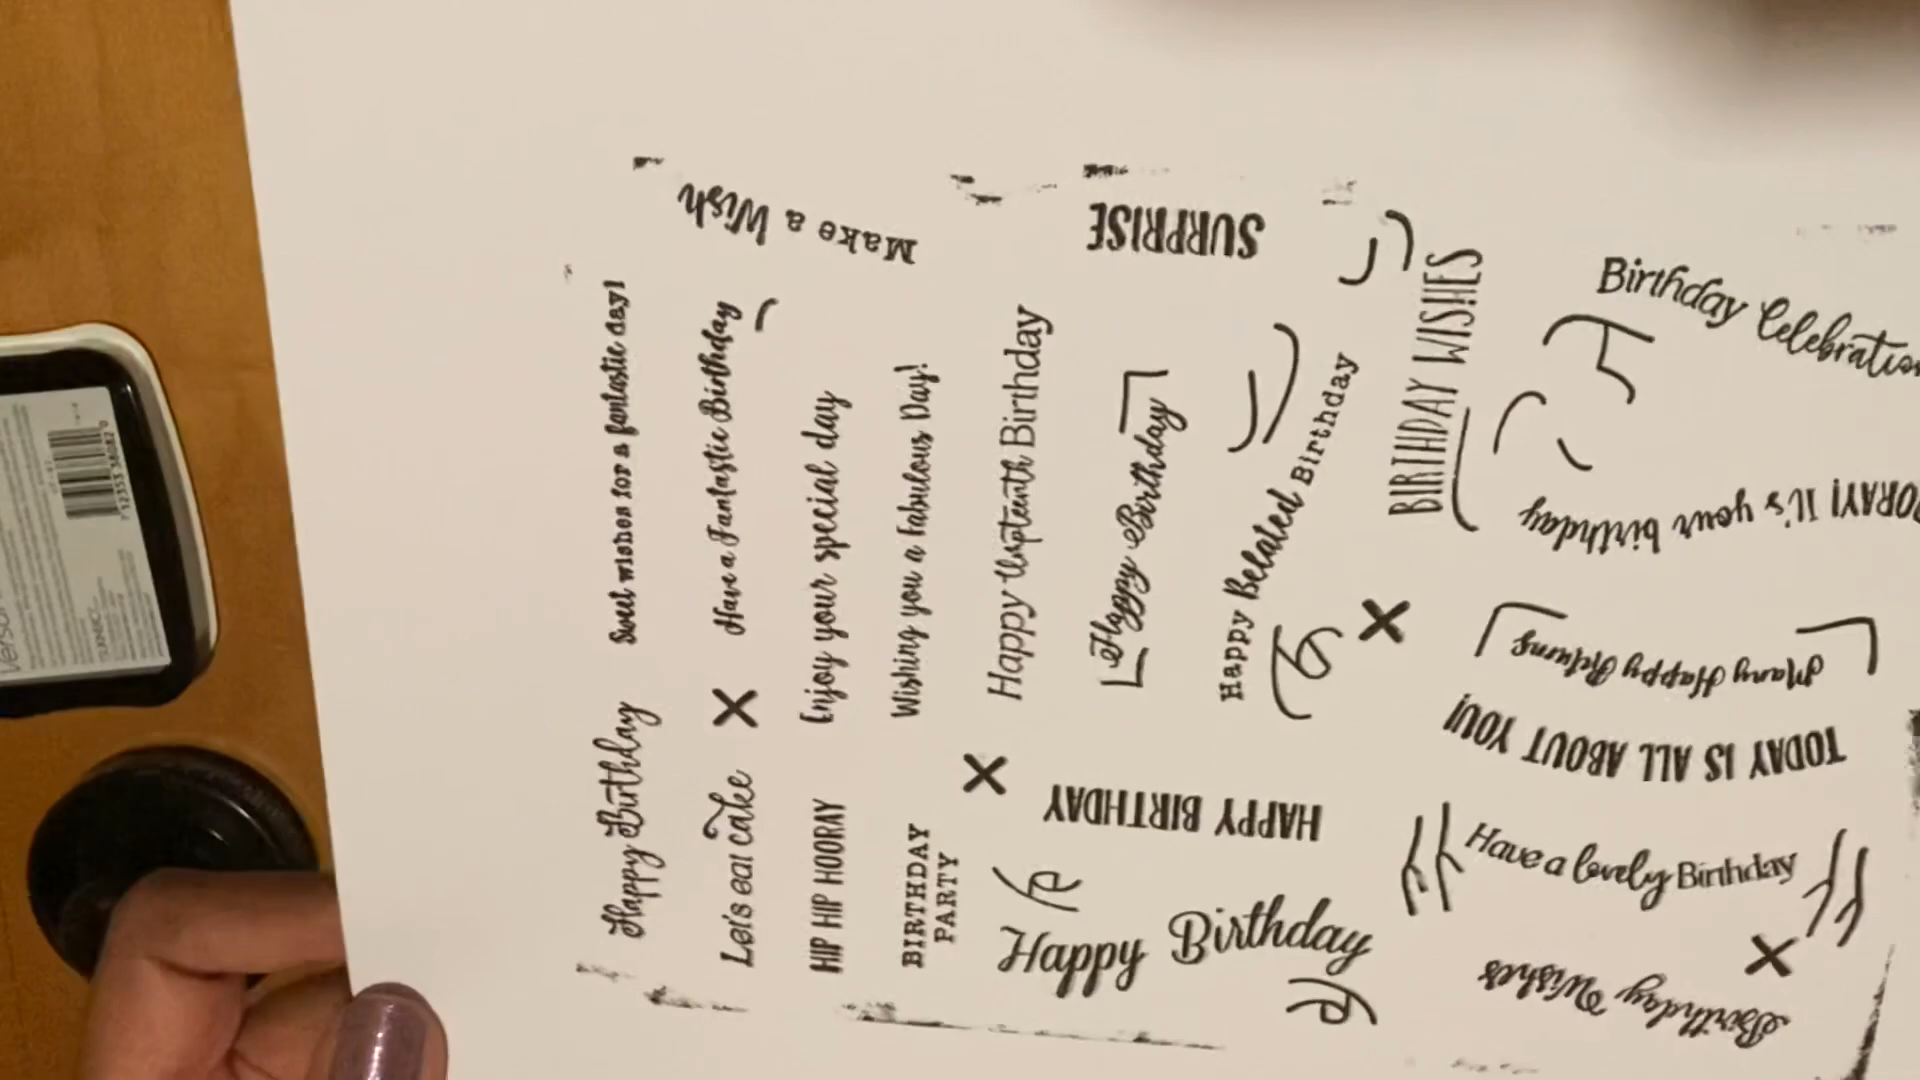 Make a Wish
SURPRISE
Sweet wishes for a fantastic day!
Have a Fantastic Birthday
Enjoy your special day
Wishing you a Fabulous Day!
Happy Umpteenth Birthday
Happy Birthday
Happy Belated Birthday
BIRTHDAY WISHES
Birthday Celebration
ORAY! It's your birthday
Many Happy Returns
TODAY IS ALL ABOUT YOU!
Have a lovely Birthday
Birthday Wishes
Happy Birthday
Let's eat cake
HIP HIP HOORAY
BIRTHDAY
PARTY
HAPPY BIRTHDAY
Happy Birthday